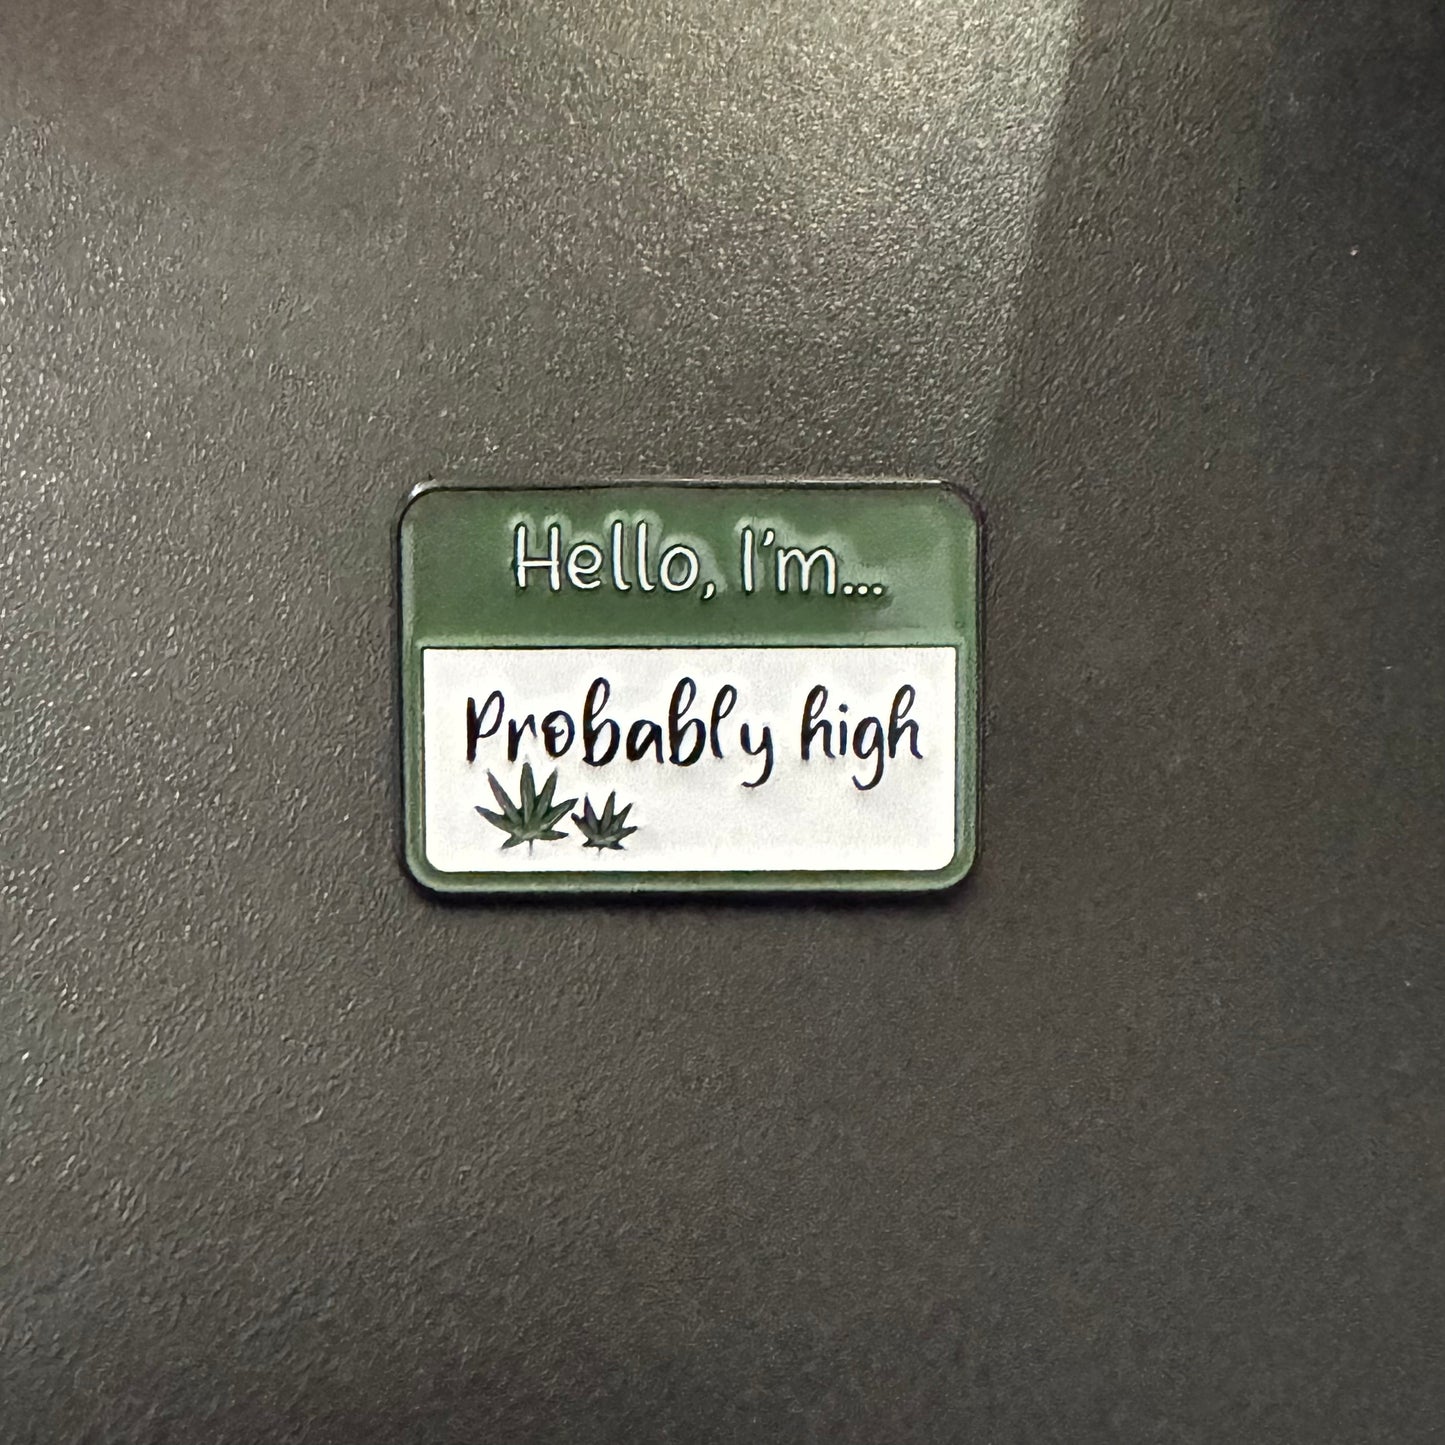 Hello, I'm...
Probably high